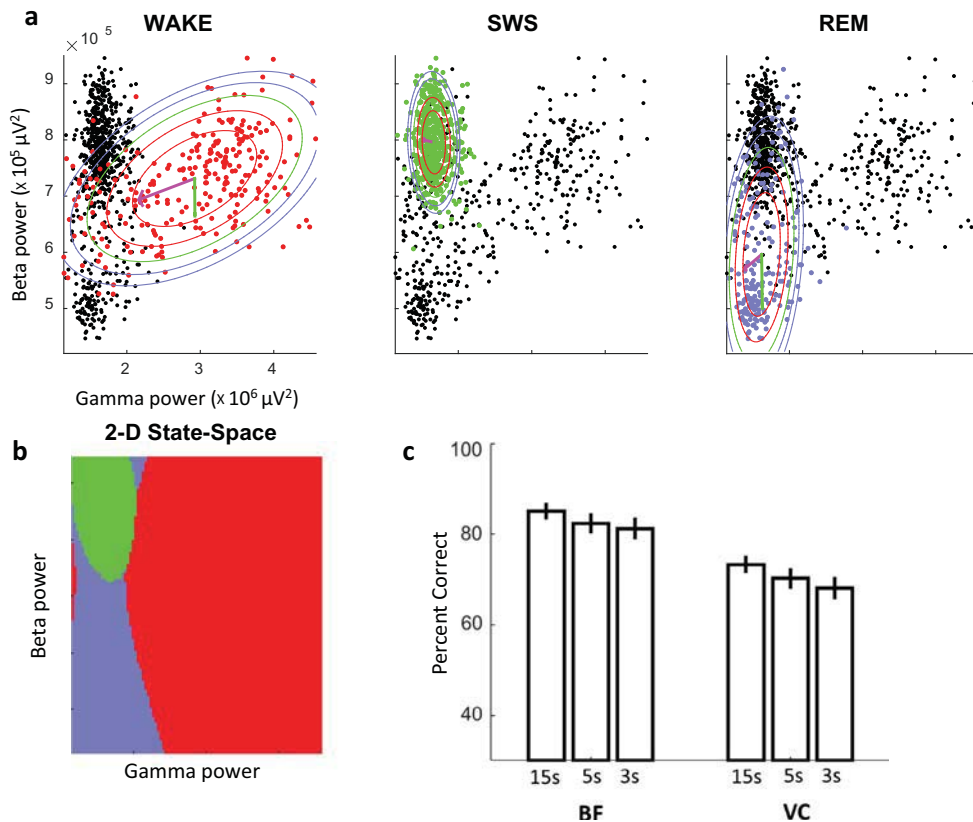 a
WAKE
SWS
REM
× 10 5
9
8
7
6
5
Beta power (x 10⁵ µV²)
2
3
4
Gamma power (x 10⁶ µV²)
2-D State-Space
b
Beta power
Gamma power
c
100
80
60
40
Percent Correct
15s 5s 3s
15s 5s 3s
BF
VC